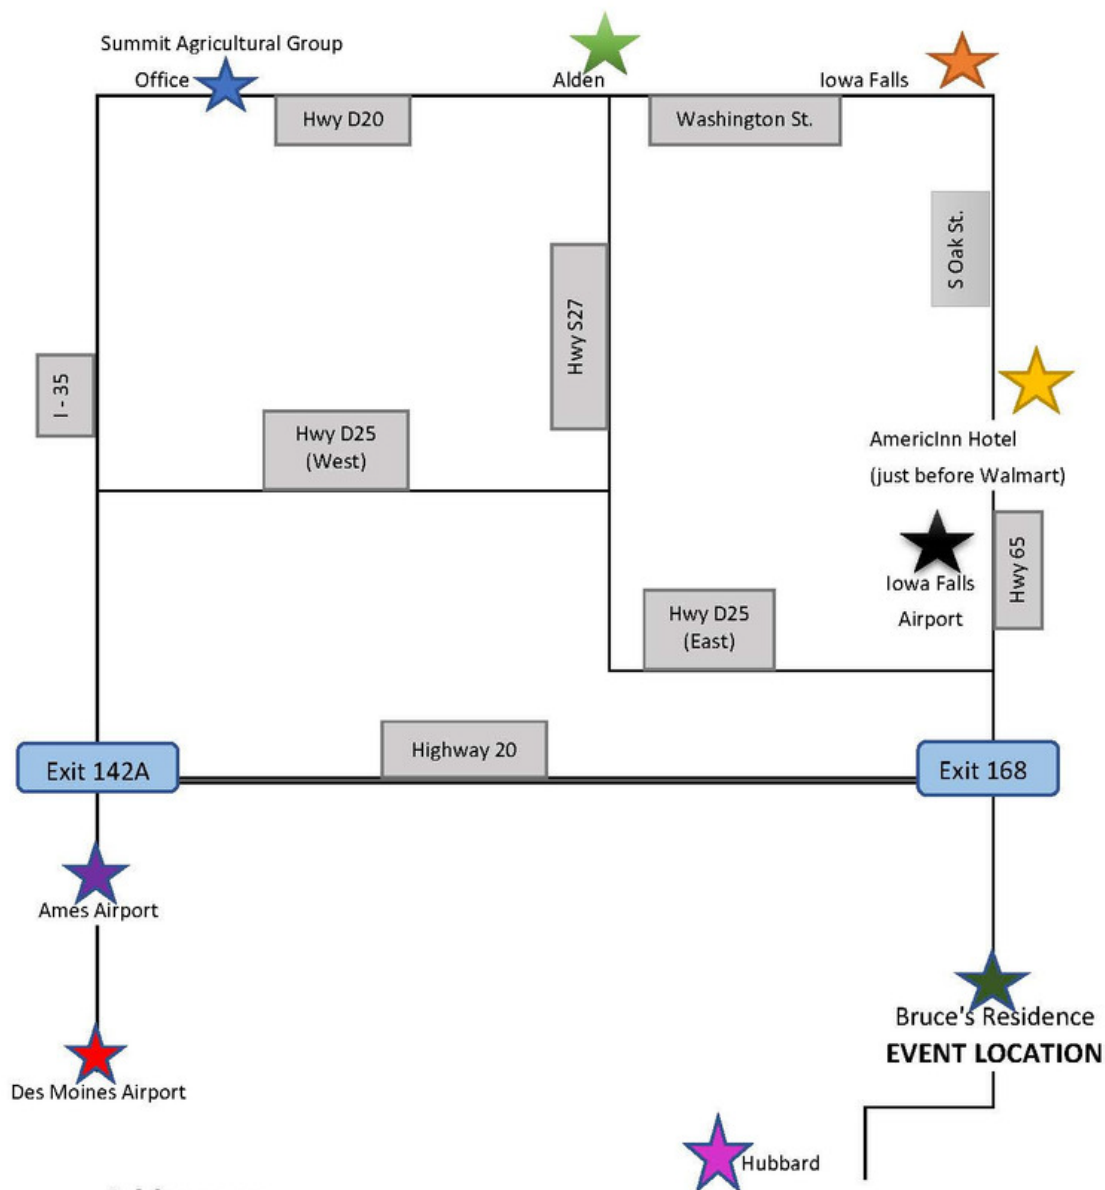 Summit Agricultural Group
Office
Alden
Iowa Falls
Hwy D20
Washington St.
S Oak St.
Hwy S27
I - 35
Hwy D25
(West)
AmericInn Hotel
(just before Walmart)
Hwy 65
Iowa Falls
Airport
Hwy D25
(East)
Highway 20
Exit 142A
Exit 168
Ames Airport
Bruce's Residence
EVENT LOCATION
Des Moines Airport
Hubbard